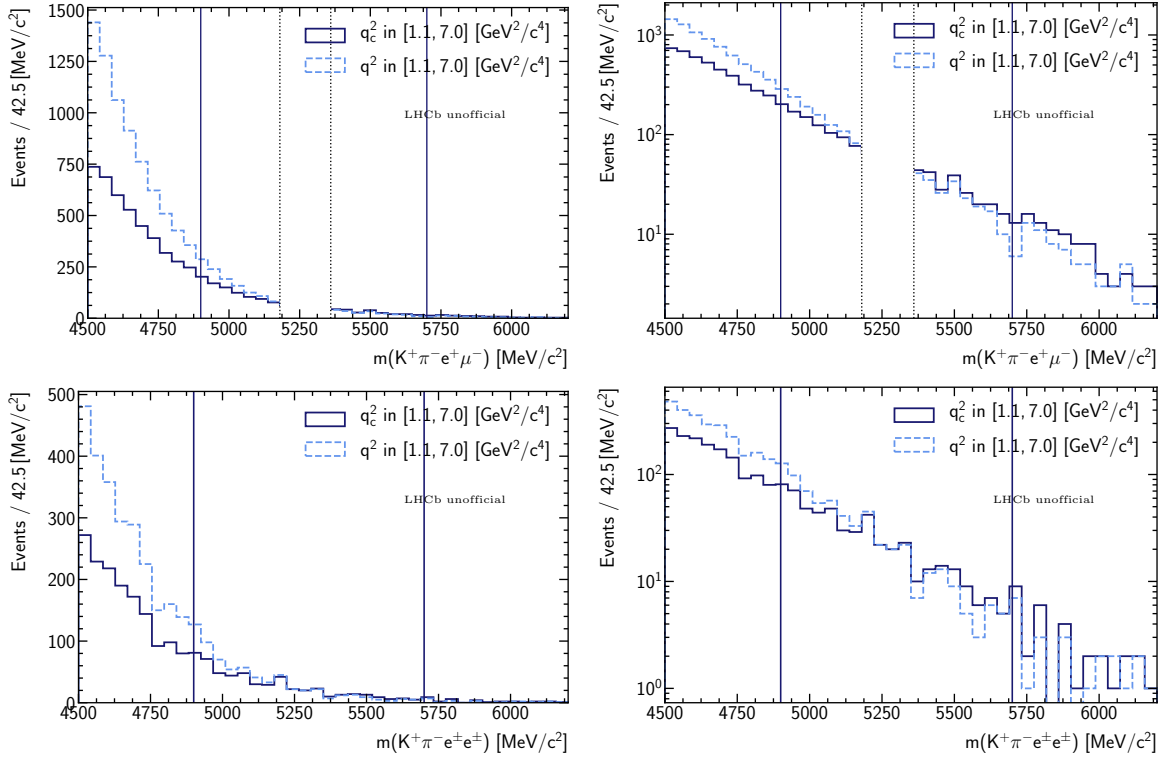 1500
1250
1000
750
500
250
0
Events / 42.5 [MeV/c²]
q²_c in [1.1, 7.0] [GeV²/c⁴]
q² in [1.1, 7.0] [GeV²/c⁴]
LHCb unofficial
4500 4750 5000 5250 5500 5750 6000
m(K⁺π⁻e⁺μ⁻) [MeV/c²]
10³
10²
10¹
Events / 42.5 [MeV/c²]
q²_c in [1.1, 7.0] [GeV²/c⁴]
q² in [1.1, 7.0] [GeV²/c⁴]
LHCb unofficial
4500 4750 5000 5250 5500 5750 6000
m(K⁺π⁻e⁺μ⁻) [MeV/c²]
500
400
300
200
100
0
Events / 42.5 [MeV/c²]
q²_c in [1.1, 7.0] [GeV²/c⁴]
q² in [1.1, 7.0] [GeV²/c⁴]
LHCb unofficial
4500 4750 5000 5250 5500 5750 6000
m(K⁺π⁻e±e±) [MeV/c²]
10²
10¹
10⁰
Events / 42.5 [MeV/c²]
q²_c in [1.1, 7.0] [GeV²/c⁴]
q² in [1.1, 7.0] [GeV²/c⁴]
LHCb unofficial
4500 4750 5000 5250 5500 5750 6000
m(K⁺π⁻e±e±) [MeV/c²]